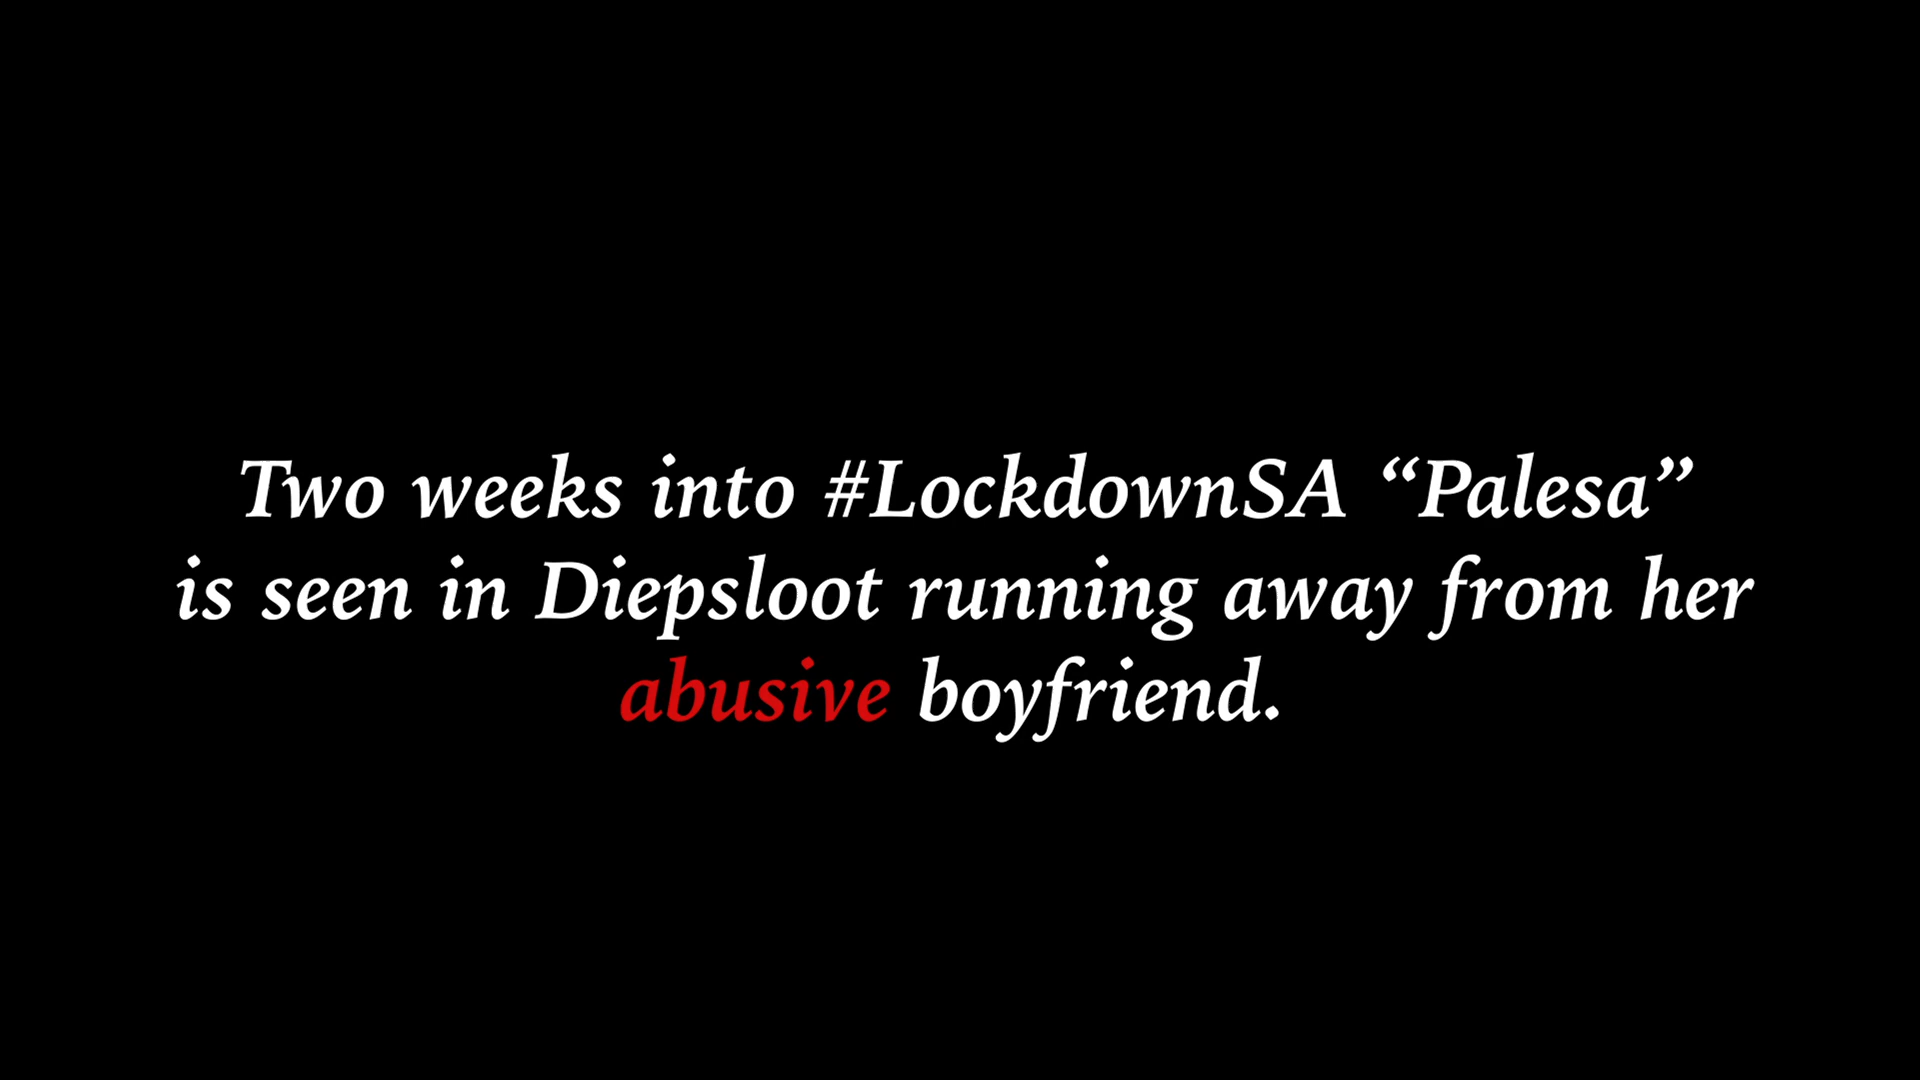 Two weeks into #LockdownSA “Palesa”
is seen in Diepsloot running away from her
abusive boyfriend.